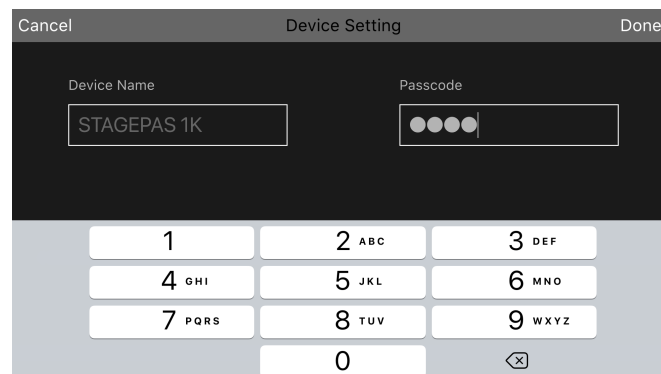 Cancel Device Setting Done
Device Name Passcode
STAGEPAS 1K ●●●●
1 2 ABC 3 DEF
4 GHI 5 JKL 6 MNO
7 PQRS 8 TUV 9 WXYZ
0